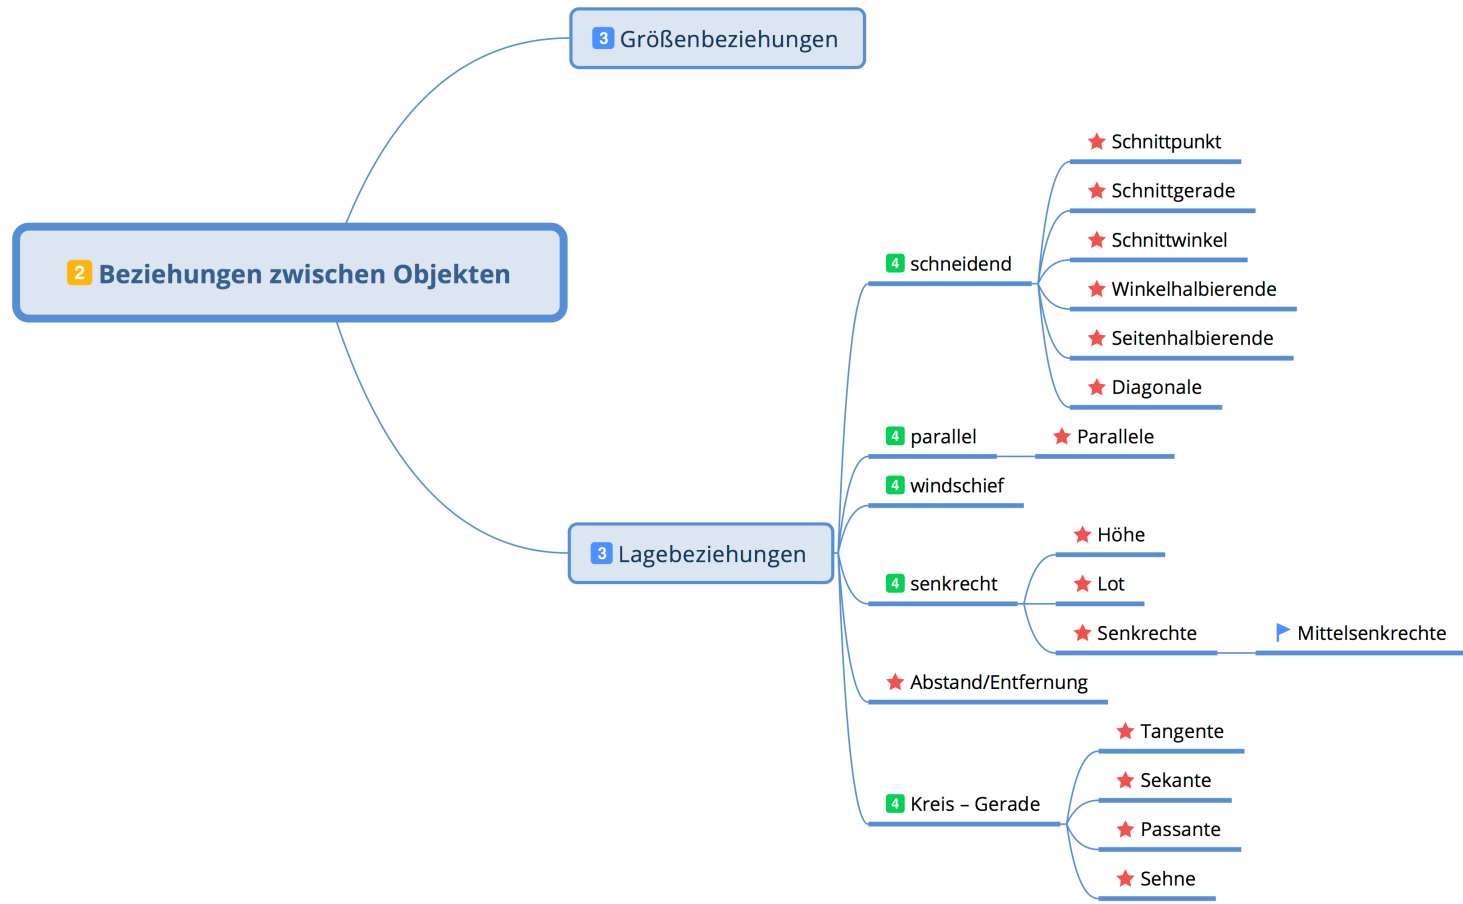 3 Größenbeziehungen
Schnittpunkt
Schnittgerade
Schnittwinkel
4 schneidend
2 Beziehungen zwischen Objekten
Winkelhalbierende
Seitenhalbierende
Diagonale
4 parallel
Parallele
4 windschief
Höhe
3 Lagebeziehungen
4 senkrecht
Lot
Senkrechte
Mittelsenkrechte
Abstand/Entfernung
Tangente
Sekante
4 Kreis – Gerade
Passante
Sehne